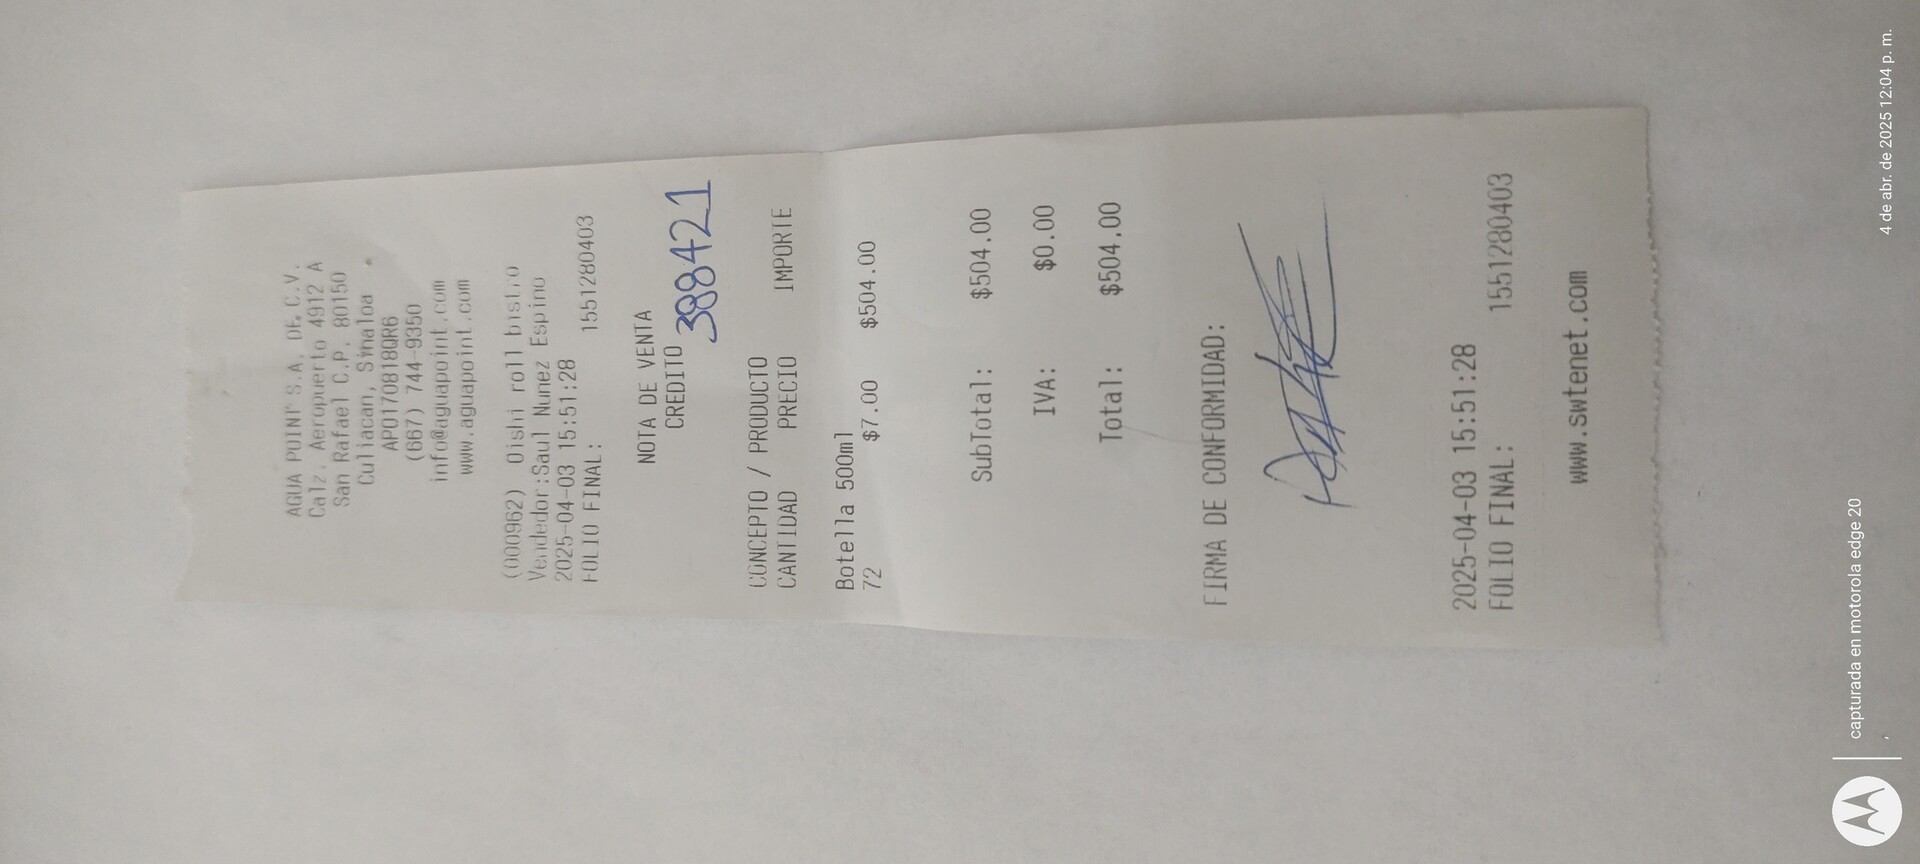 AGUA POINT S.A. DE C.V.
Calz. Aeropuerto 4912 A
San Rafael C.P. 80150
Culiacan, Sinaloa
APO170818QR6
(667) 744-9350
info@aguapoint.com
www.aguapoint.com
(000962) Oishi roll bistro
Vendedor:Saul Nunez Espino
2025-04-03 15:51:28
FOLIO FINAL: 1551280403
NOTA DE VENTA
CREDITO 388421
CONCEPTO / PRODUCTO
CANTIDAD PRECIO IMPORTE
Botella 500ml
72 $7.00 $504.00
SubTotal: $504.00
IVA: $0.00
Total: $504.00
FIRMA DE CONFORMIDAD:
2025-04-03 15:51:28
FOLIO FINAL: 1551280403
www.swtenet.com
capturada en motorola edge 20
4 de abr. de 2025 12:04 p. m.